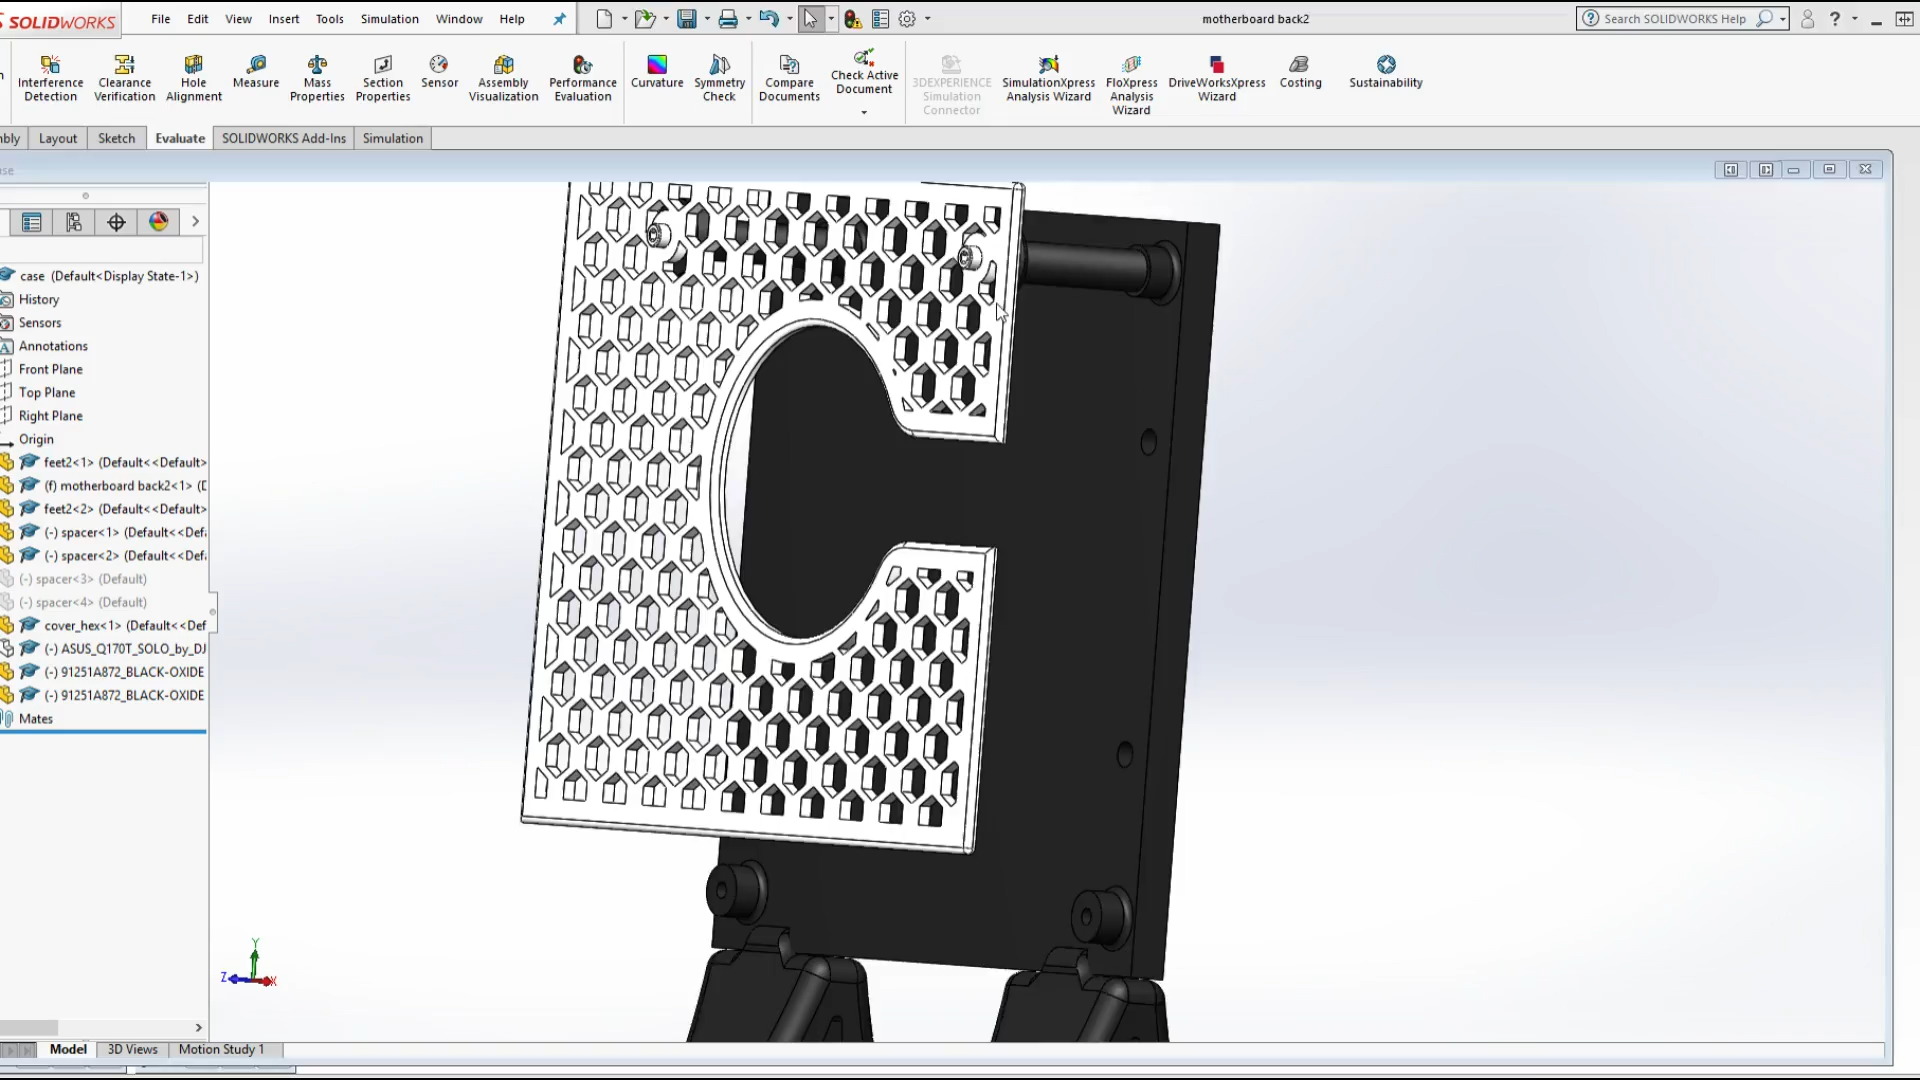 SOLIDWORKS File Edit View Insert Tools Simulation Window Help motherboard back2 Search SOLIDWORKS Help ?
Interference Detection
Clearance Verification
Hole Alignment
Measure
Mass Properties
Section Properties
Sensor
Assembly Visualization
Performance Evaluation
Curvature
Symmetry Check
Compare Documents
Check Active Document
3DEXPERIENCE Simulation Connector
SimulationXpress Analysis Wizard
FloXpress Analysis Wizard
DriveWorksXpress Wizard
Costing
Sustainability
mbly Layout Sketch Evaluate SOLIDWORKS Add-Ins Simulation
case (Default<Display State-1>)
History
Sensors
Annotations
Front Plane
Top Plane
Right Plane
Origin
feet2<1> (Default<<Default>
(f) motherboard back2<1> (D
feet2<2> (Default<<Default>
(-) spacer<1> (Default<<Def
(-) spacer<2> (Default<<Def
(-) spacer<3> (Default)
(-) spacer<4> (Default)
cover_hex<1> (Default<<Def
(-) ASUS_Q170T_SOLO_by_DJ
(-) 91251A872_BLACK-OXIDE
(-) 91251A872_BLACK-OXIDE
Mates
Y
Z X
Model 3D Views Motion Study 1